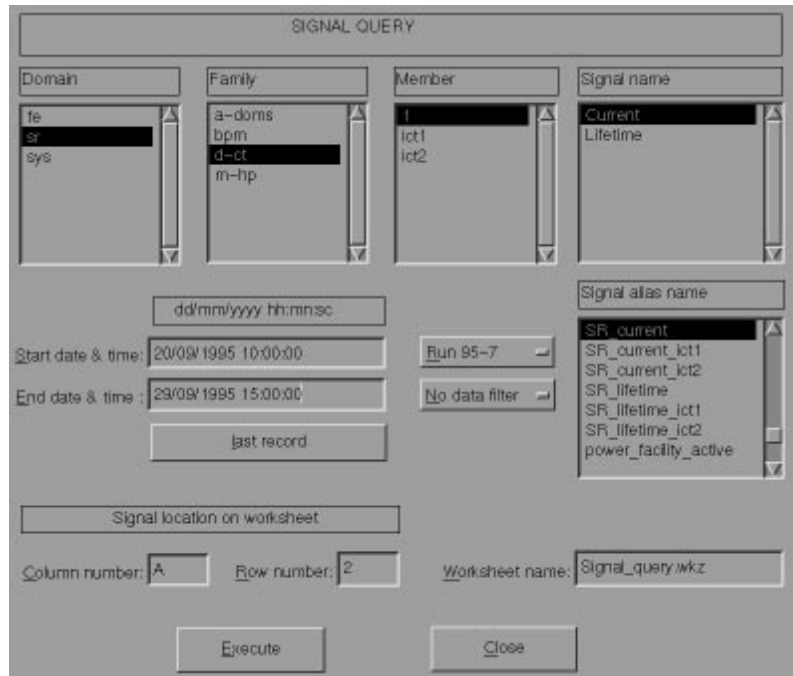 SIGNAL QUERY
Domain
Family
Member
Signal name
fe
sr
sys
a-doms
bpm
d-ct
m-hp
1
ict1
ict2
Current
Lifetime
dd/mm/yyyy hh:mn:sc
Start date & time: 20/09/1995 10:00:00
End date & time : 29/09/1995 15:00:00
last record
Run 95-7
No data filter
Signal alias name
SR_current
SR_current_ict1
SR_current_ict2
SR_lifetime
SR_lifetime_ict1
SR_lifetime_ict2
power_facility_active
Signal location on worksheet
Column number: A
Row number: 2
Worksheet name: Signal_query.wkz
Execute
Close